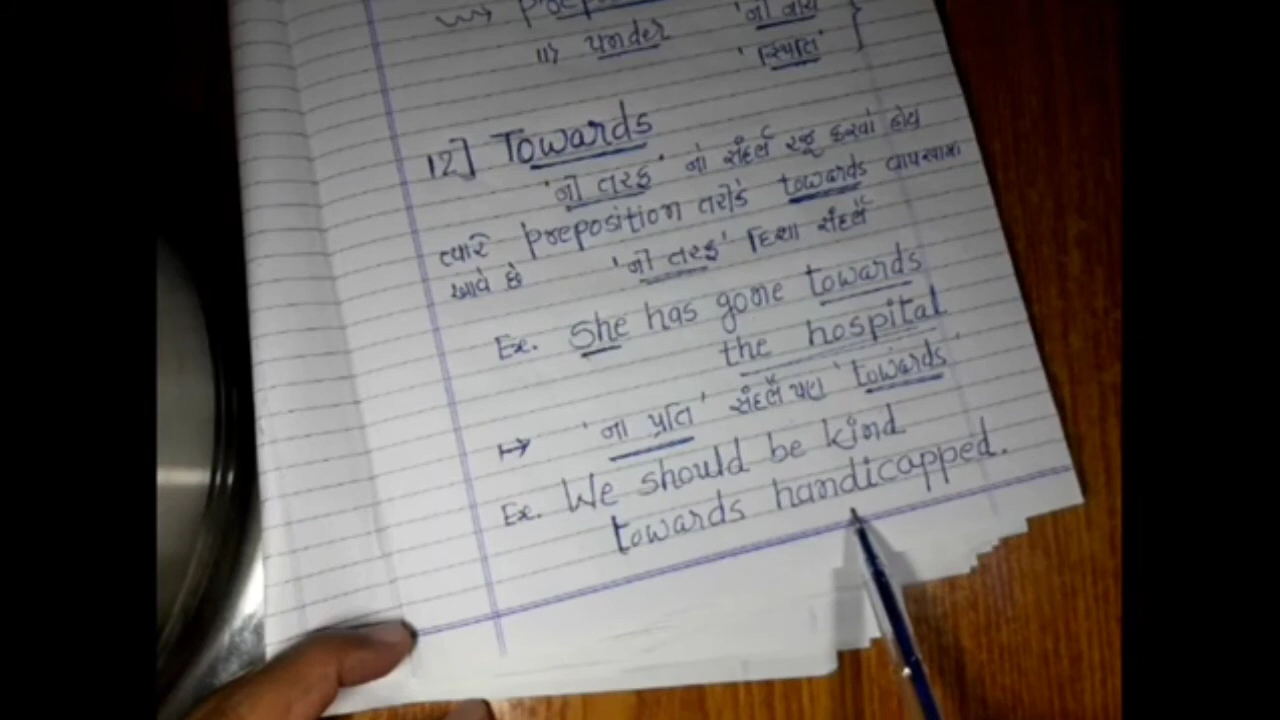 ii) under 'ની નીચે
'સ્થિતિ'
12] Towards
'ની તરફ' નો સંદર્ભ રજૂ કરવાં હોય
ત્યારે preposition તરીકે towards વાપરવામાં
આવે છે 'ની તરફ' દિશા સંદર્ભે
Ex. She has gone towards
the hospital
↦ 'ના પ્રતિ' સંદર્ભે પણ 'towards'
Ex. We should be kind
towards handicapped.